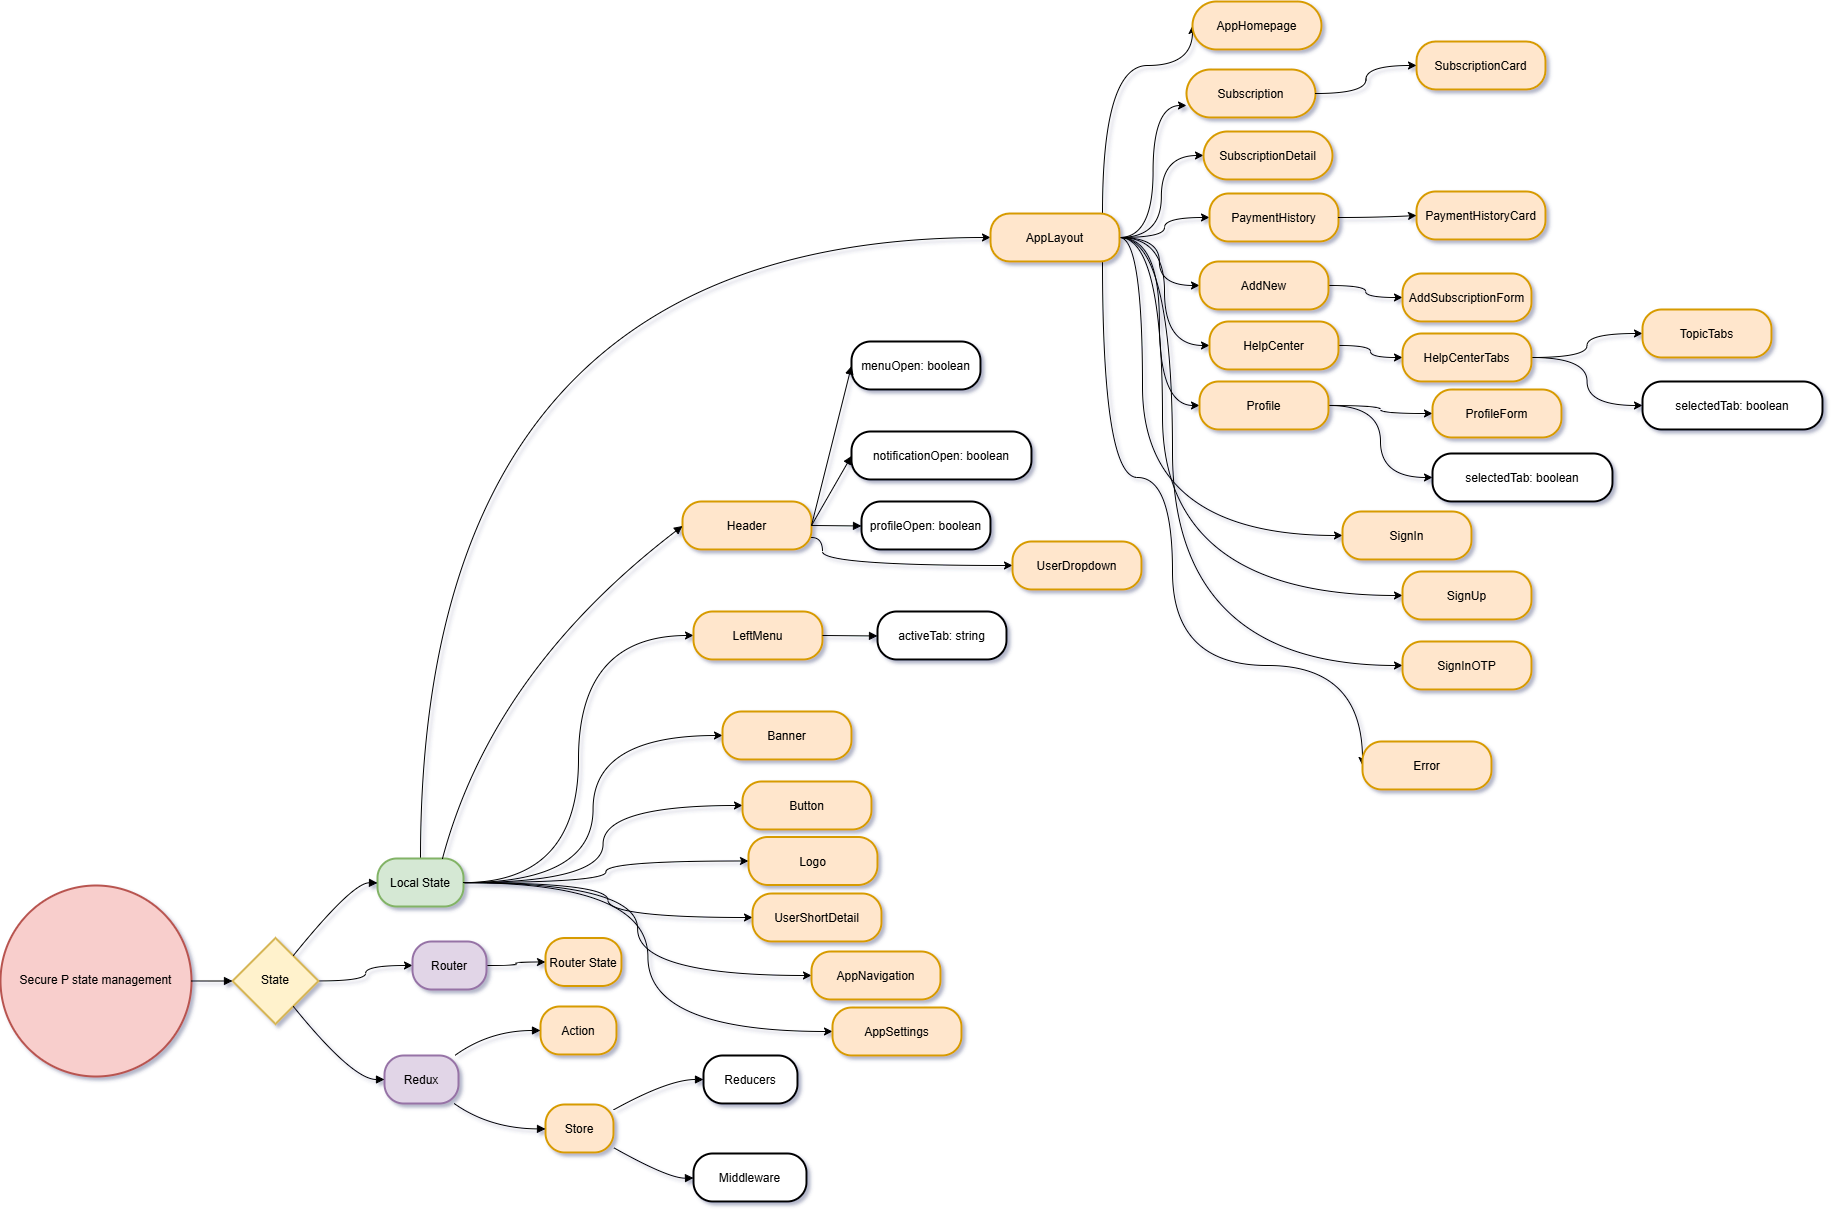 AppHomepage
SubscriptionCard
Subscription
SubscriptionDetail
PaymentHistory
PaymentHistoryCard
AppLayout
AddNew
AddSubscriptionForm
TopicTabs
HelpCenter
HelpCenterTabs
menuOpen: boolean
Profile
selectedTab: boolean
ProfileForm
notificationOpen: boolean
selectedTab: boolean
Header
profileOpen: boolean
SignIn
UserDropdown
SignUp
LeftMenu
activeTab: string
SignInOTP
Banner
Error
Button
Logo
Local State
UserShortDetail
Router
Router State
AppNavigation
Secure P state management
State
Action
AppSettings
Redux
Reducers
Store
Middleware